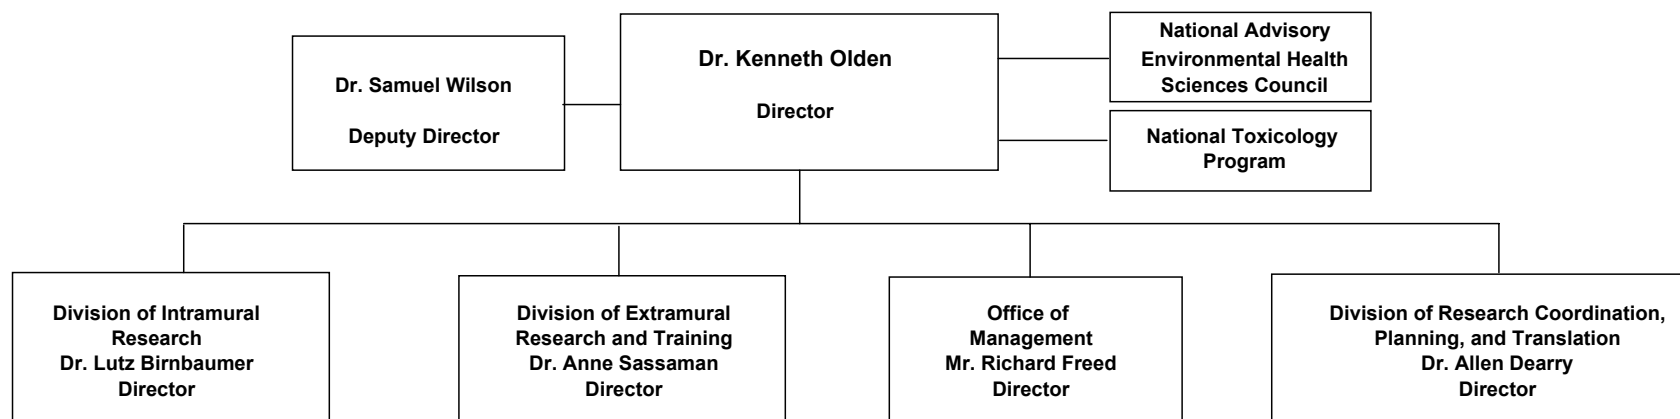 Dr. Samuel Wilson
Deputy Director
Dr. Kenneth Olden
Director
National Advisory
Environmental Health
Sciences Council
National Toxicology
Program
Division of Intramural
Research
Dr. Lutz Birnbaumer
Director
Division of Extramural
Research and Training
Dr. Anne Sassaman
Director
Office of
Management
Mr. Richard Freed
Director
Division of Research Coordination,
Planning, and Translation
Dr. Allen Dearry
Director